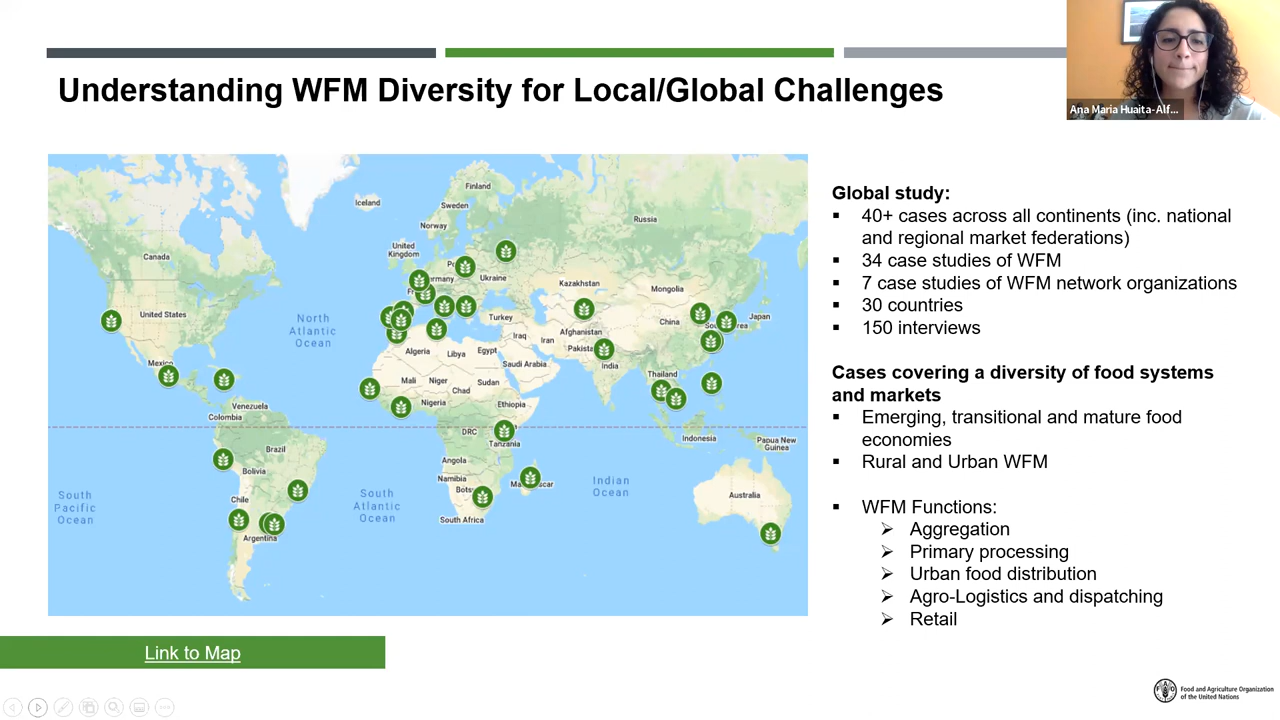 Understanding WFM Diversity for Local/Global Challenges
Ana Maria Huaita-Alf...
Global study:
▪ 40+ cases across all continents (inc. national
and regional market federations)
▪ 34 case studies of WFM
▪ 7 case studies of WFM network organizations
▪ 30 countries
▪ 150 interviews
Cases covering a diversity of food systems
and markets
▪ Emerging, transitional and mature food
economies
▪ Rural and Urban WFM
▪ WFM Functions:
➢ Aggregation
➢ Primary processing
➢ Urban food distribution
➢ Agro-Logistics and dispatching
➢ Retail
Iceland
Finland
Sweden
Norway
Russia
Canada
United
Kingdom
Ukraine
Kazakhstan
Mongolia
United States
North
Atlantic
Ocean
Turkey
China
Japan
Afghanistan
Iraq
Iran
Algeria
Libya
Egypt
Saudi Arabia
India
Mexico
Mali
Niger
Chad
Sudan
Thailand
Nigeria
Ethiopia
Venezuela
Colombia
DRC
Tanzania
Indonesia
Papua New
Guinea
Brazil
Angola
Bolivia
Namibia
Indian
Ocean
Chile
South
Pacific
Ocean
South
Atlantic
Ocean
Australia
South Africa
Argentina
Link to Map
FAO
Food and Agriculture Organization
of the United Nations